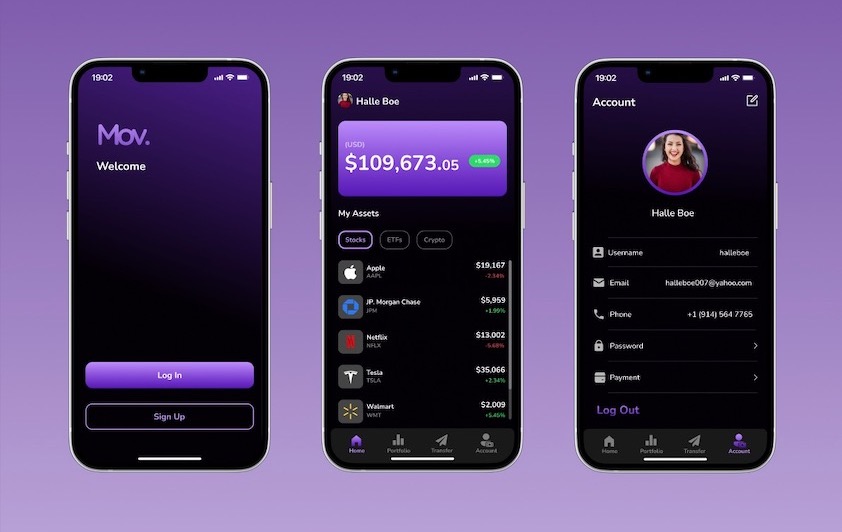 19:02
Mov.
Welcome
Log In
Sign Up
19:02
Halle Boe
(USD)
$109,673.05
+5.45%
My Assets
Stocks
ETFs
Crypto
Apple
$19,167
AAPL
-2.34%
JP. Morgan Chase
$5,959
JPM
+1.99%
Netflix
$13.002
NFLX
-5.68%
Tesla
$35,066
TSLA
+2.34%
Walmart
$2,009
WMT
+5.45%
Home
Portfolio
Transfer
Account
19:02
Account
Halle Boe
Username
halleboe
Email
halleboe007@yahoo.com
Phone
+1 (914) 564 7765
Password
Payment
Log Out
Home
Portfolio
Transfer
Account